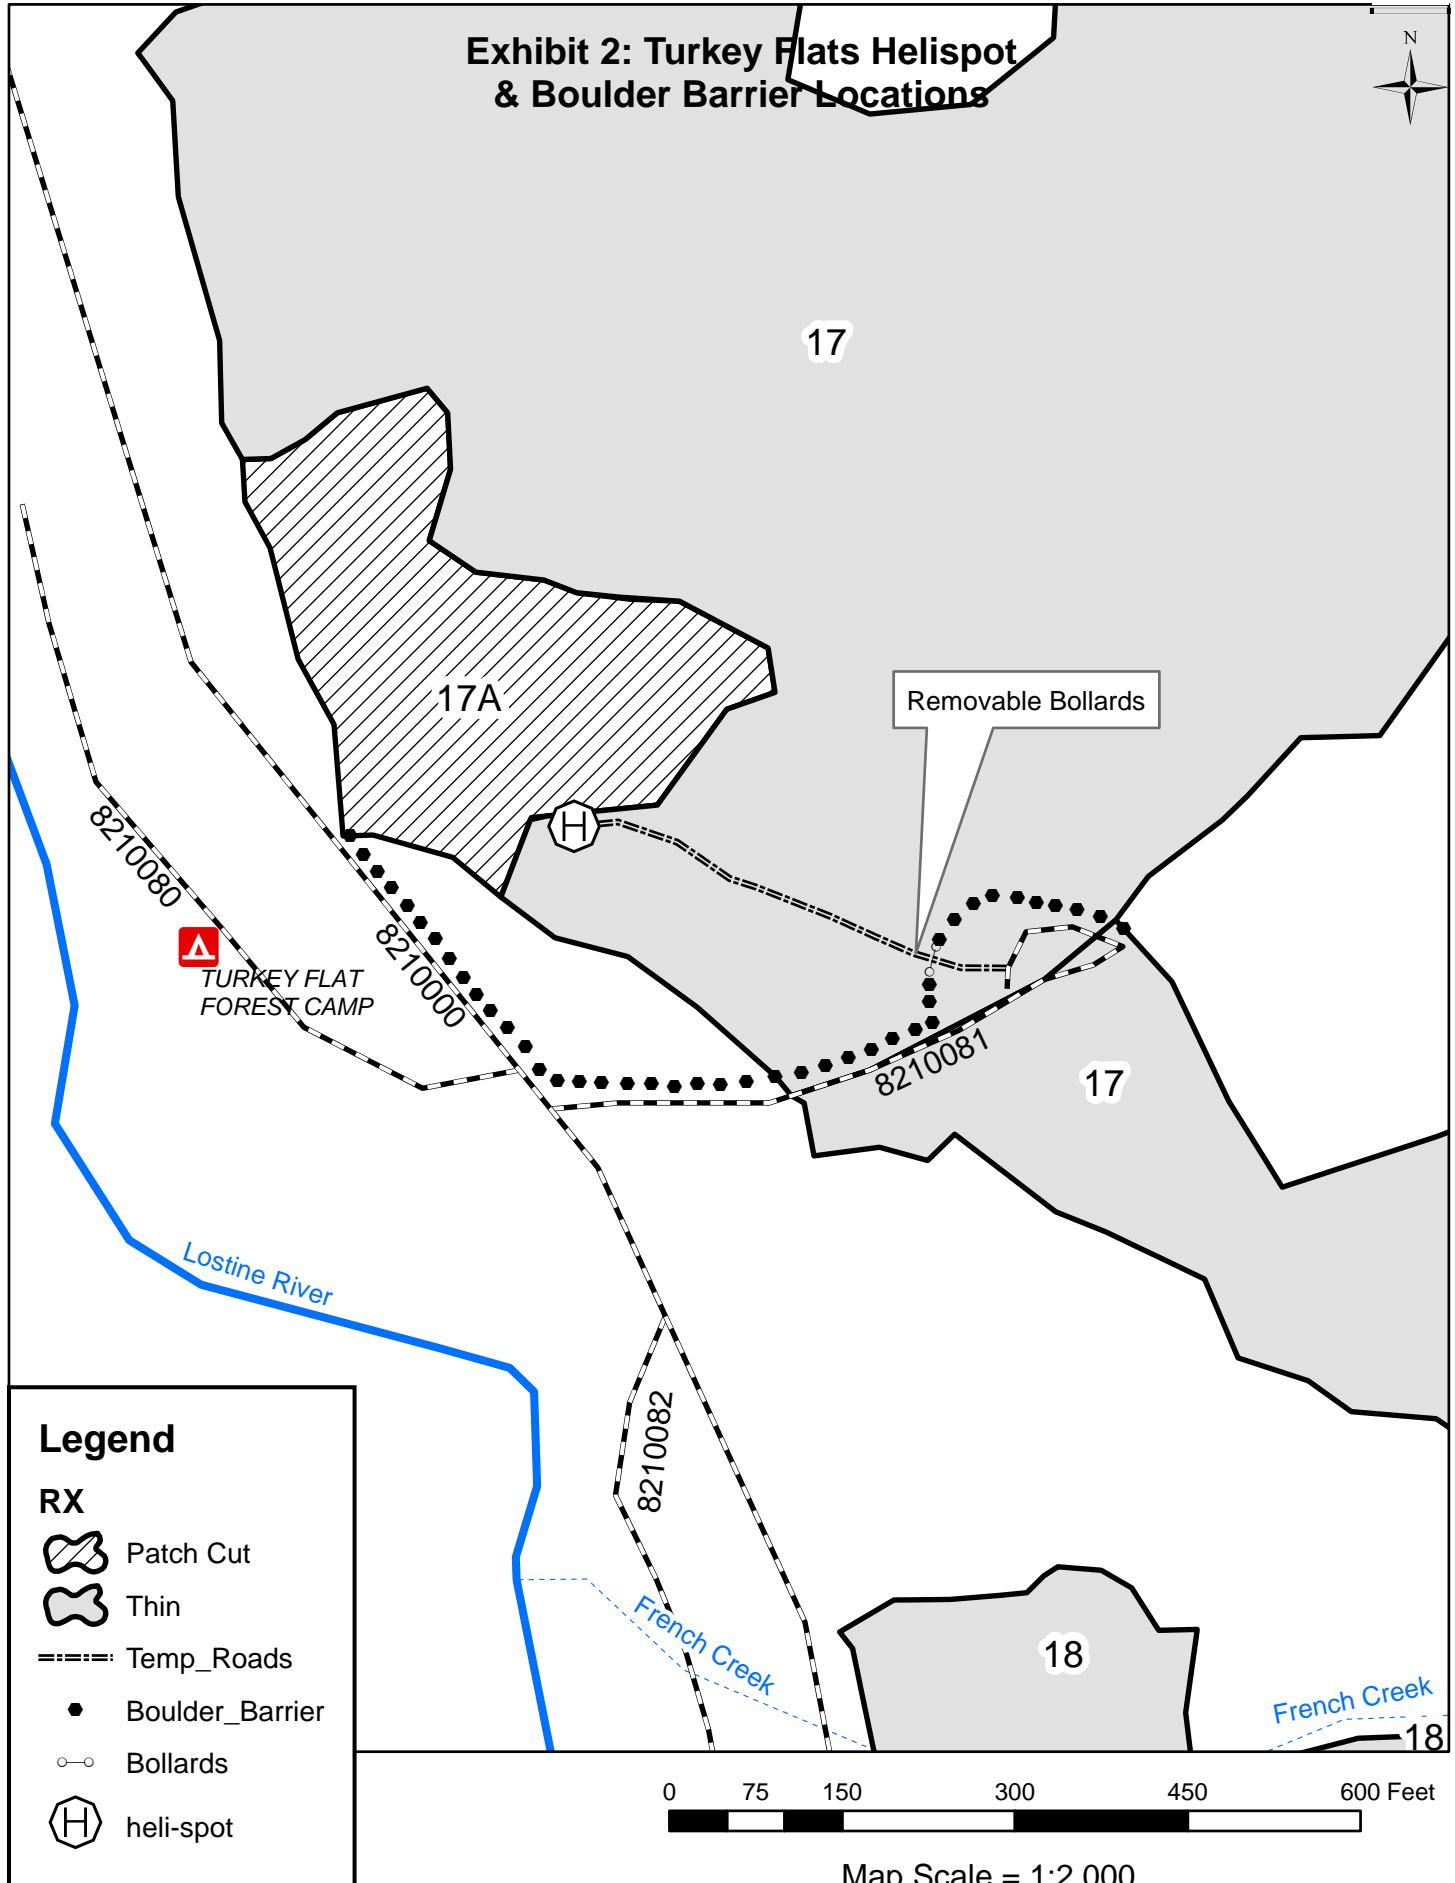 Exhibit 2: Turkey Flats Helispot
& Boulder Barrier Locations
N
17
17A
Removable Bollards
8210080
8210000
TURKEY FLAT
FOREST CAMP
8210081
17
Lostine River
8210082
French Creek
18
French Creek
18
Legend
RX
Patch Cut
Thin
Temp_Roads
Boulder_Barrier
Bollards
heli-spot
0 75 150 300 450 600 Feet
Map Scale = 1:2,000